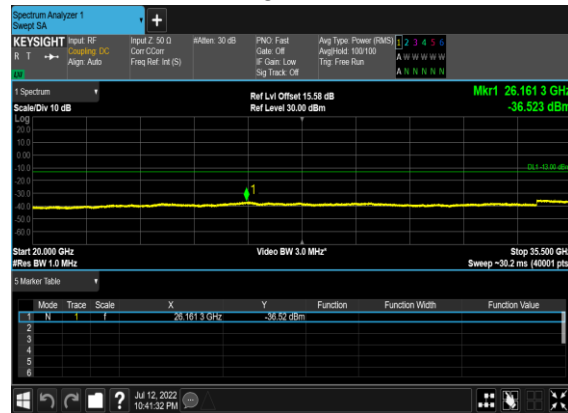 Spectrum Analyzer 1
Swept SA
+
KEYSIGHT Input: RF Input Z: 50 Ω #Atten: 30 dB PNO: Fast Avg Type: Power (RMS) 1 2 3 4 5 6
R T Coupling: DC Corr CCorr Gate: Off Avg|Hold: 100/100 A W W W W W
Align: Auto Freq Ref: Int (S) IF Gain: Low Trig: Free Run
Sig Track: Off A N N N N N
1 Spectrum Ref Lvl Offset 15.58 dB Mkr1 26.161 3 GHz
Scale/Div 10 dB Ref Level 30.00 dBm -36.523 dBm
Log
20.0
10.0
0.00
-10.0
DL1 -13.00 dBm
-20.0
-30.0
1
-40.0
-50.0
-60.0
Start 20.000 GHz Video BW 3.0 MHz* Stop 35.500 GHz
#Res BW 1.0 MHz Sweep ~30.2 ms (40001 pts)
5 Marker Table
Mode Trace Scale X Y Function Function Width Function Value
1 N 1 f 26.161 3 GHz -36.52 dBm
2
3
4
5
6
? Jul 12, 2022
10:41:32 PM